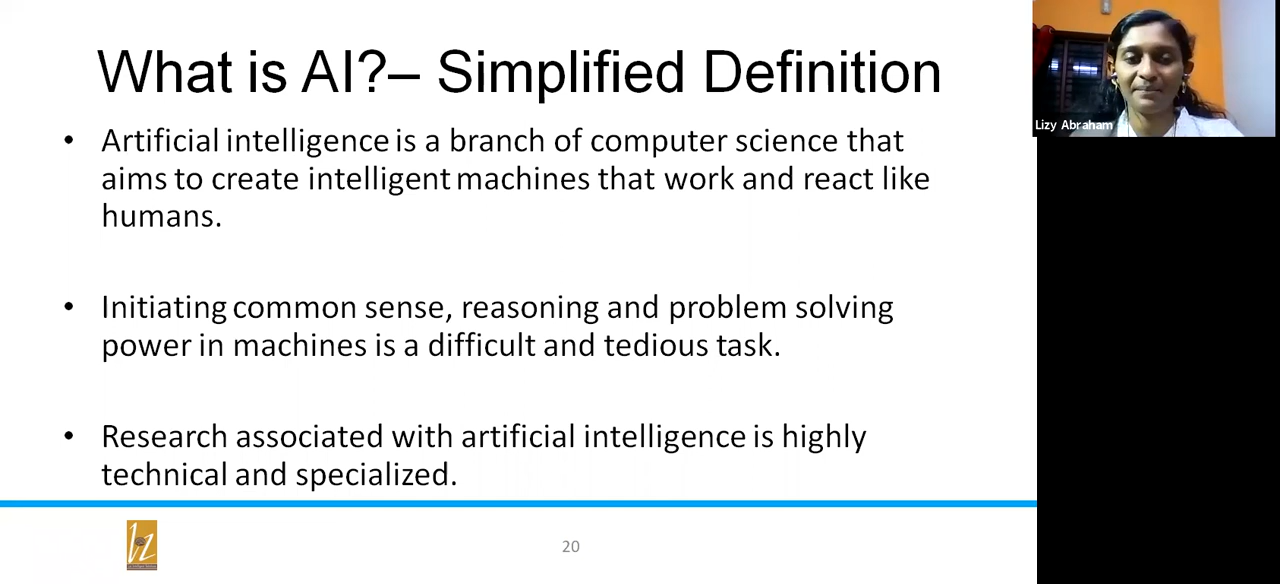 What is AI?– Simplified Definition
• Artificial intelligence is a branch of computer science that
aims to create intelligent machines that work and react like
humans.
• Initiating common sense, reasoning and problem solving
power in machines is a difficult and tedious task.
• Research associated with artificial intelligence is highly
technical and specialized.
20
Lizy Abraham